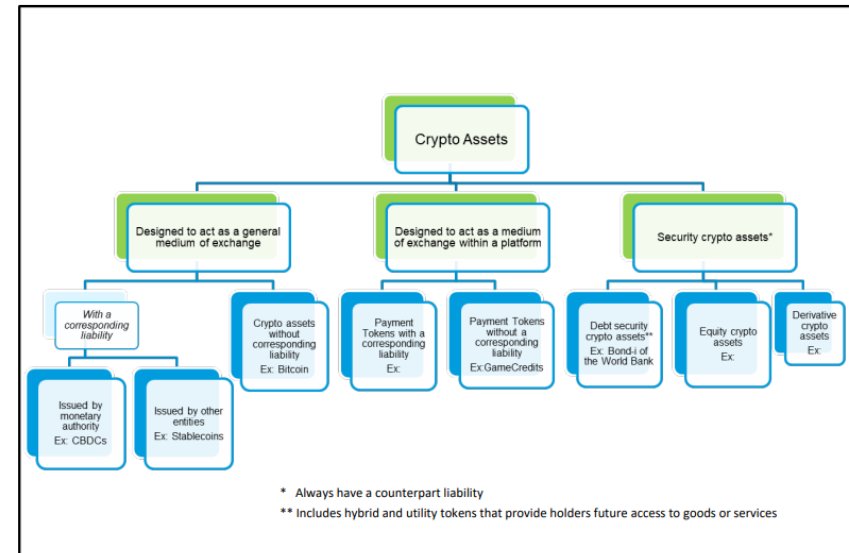 Crypto Assets
Designed to act as a general
medium of exchange
Designed to act as a medium
of exchange within a platform
Security crypto assets*
With a
corresponding
liability
Crypto assets
without
corresponding
liability
Ex: Bitcoin
Payment
Tokens with a
corresponding
liability
Ex:
Payment
Tokens without a
corresponding
liability
Ex:GameCredits
Debt security
crypto assets**
Ex: Bond-i of
the World Bank
Equity crypto
assets
Ex:
Derivative
crypto
assets
Ex:
Issued by
monetary
authority
Ex: CBDCs
Issued by other
entities
Ex: Stablecoins
* Always have a counterpart liability
** Includes hybrid and utility tokens that provide holders future access to goods or services